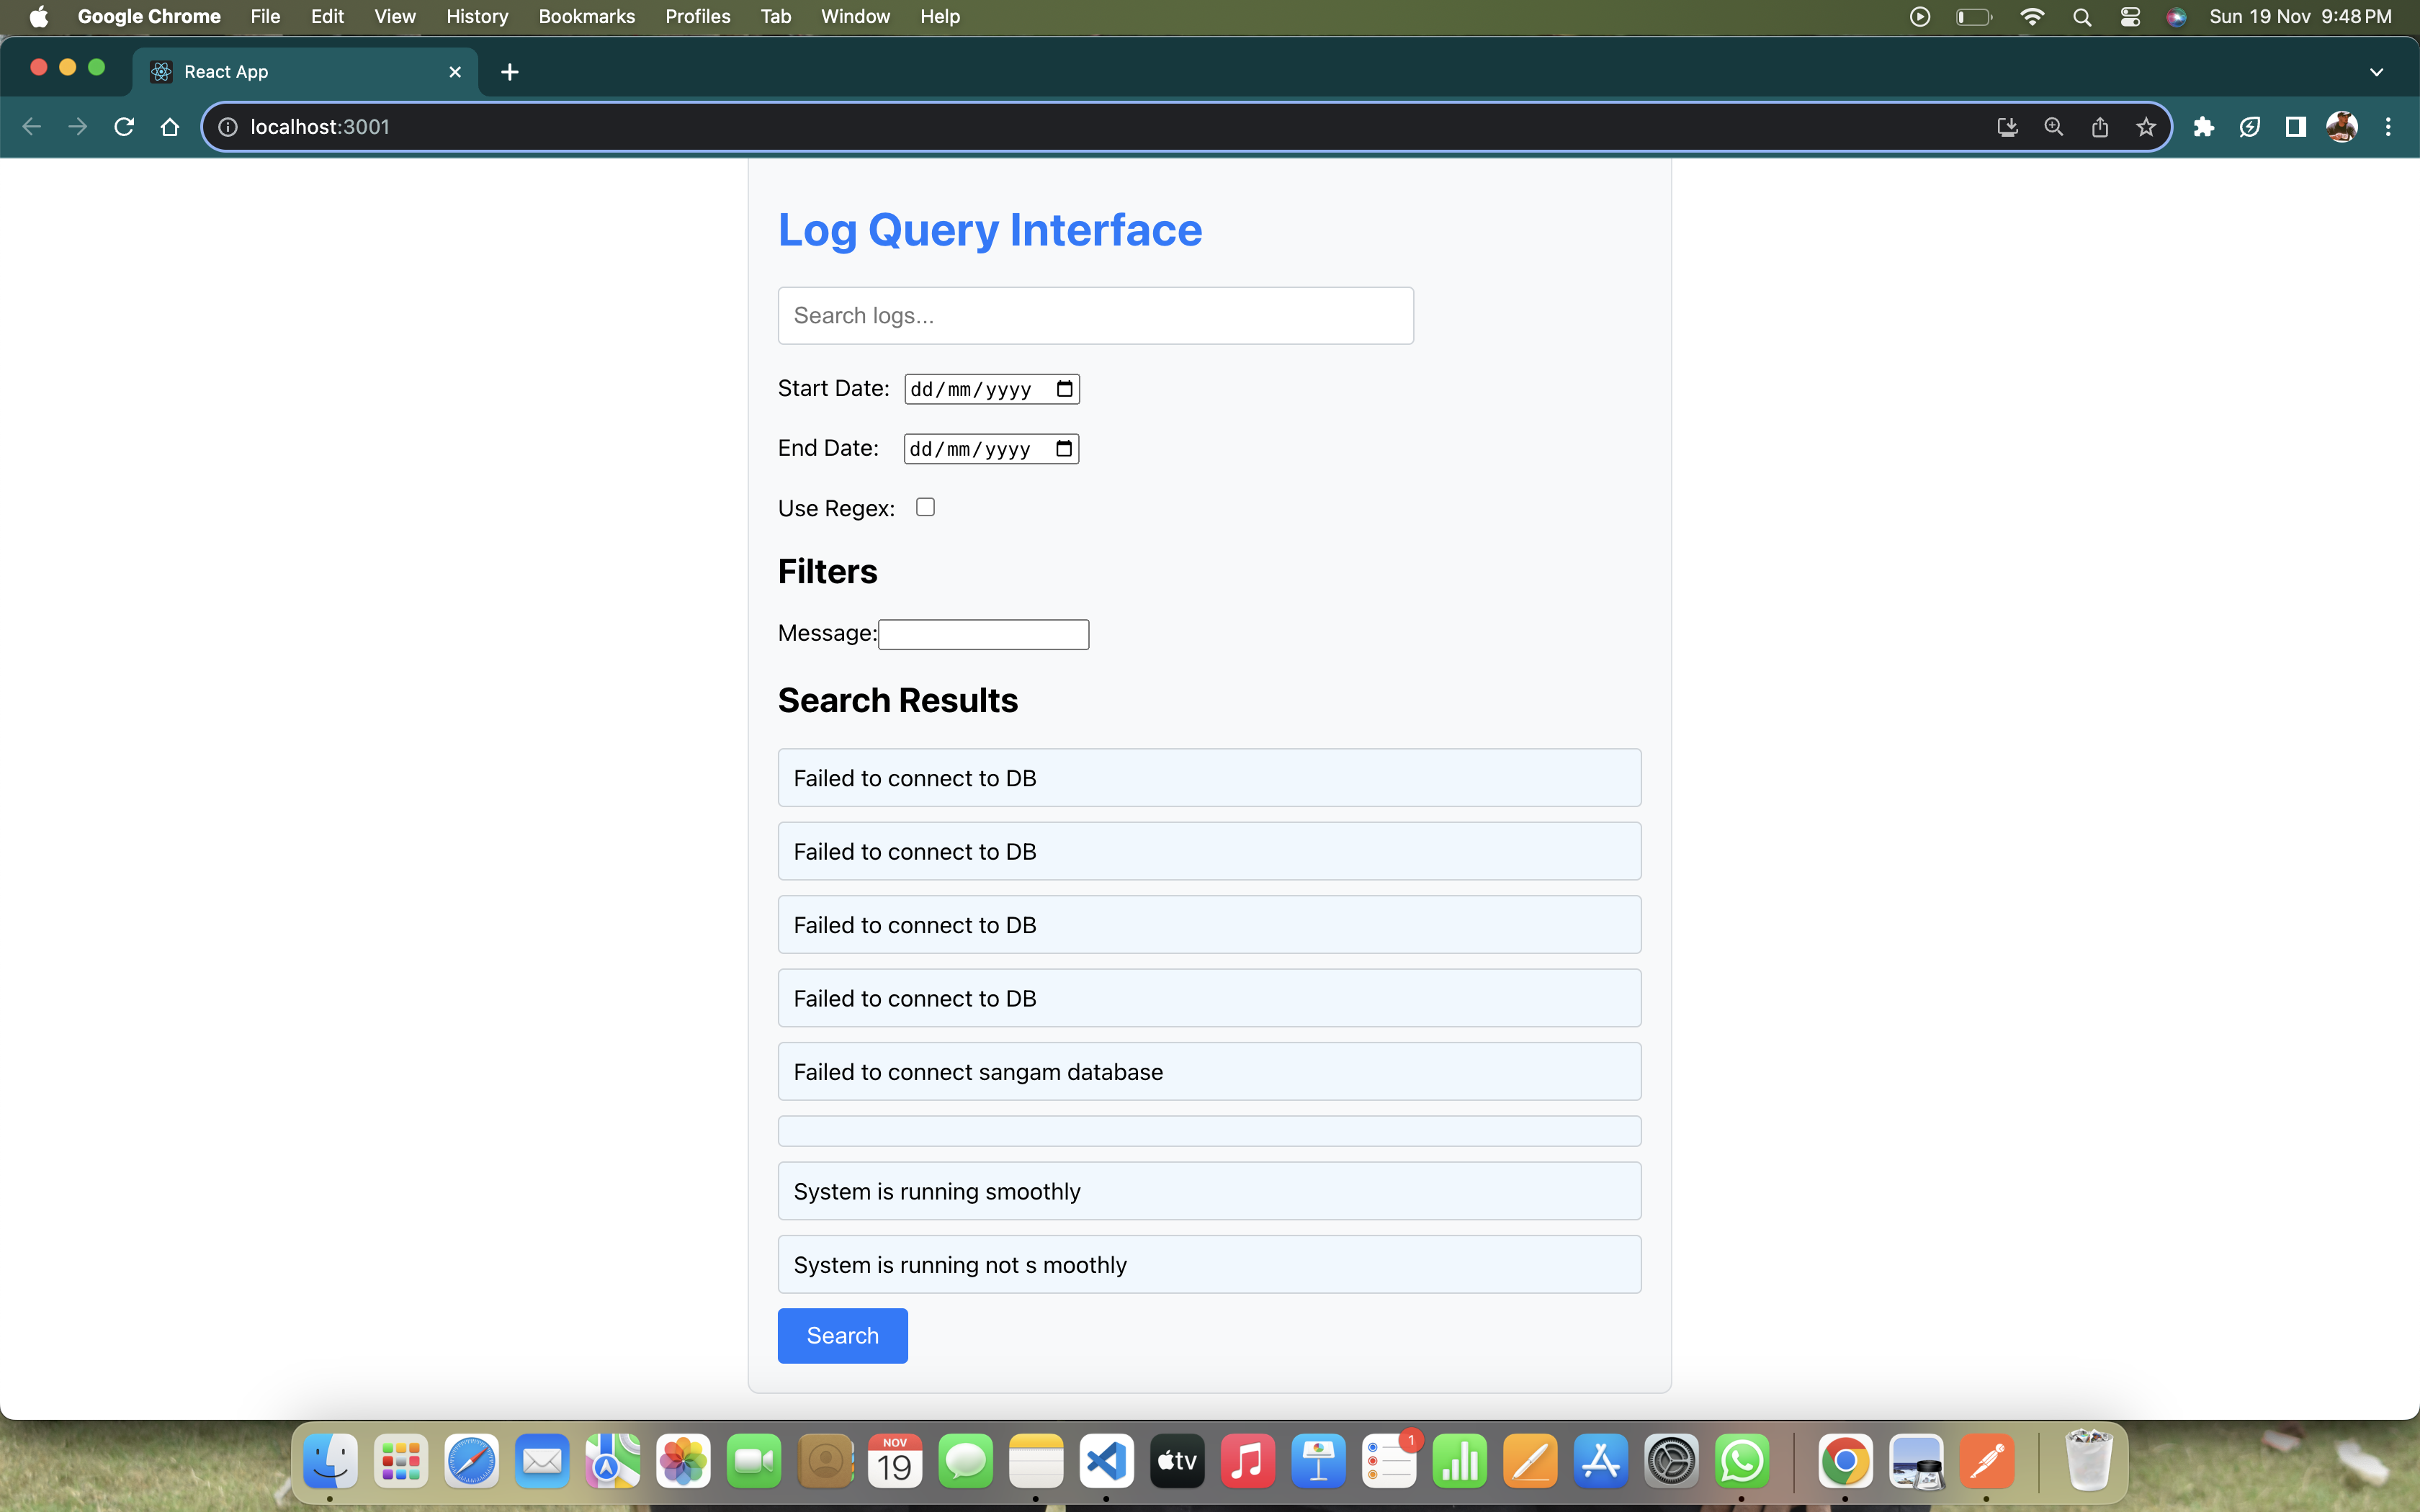 Google Chrome File Edit View History Bookmarks Profiles Tab Window Help Sun 19 Nov 9:48 PM
React App
localhost:3001
Log Query Interface
Search logs...
Start Date: dd/mm/yyyy
End Date: dd/mm/yyyy
Use Regex:
Filters
Message:
Search Results
Failed to connect to DB
Failed to connect to DB
Failed to connect to DB
Failed to connect to DB
Failed to connect sangam database
System is running smoothly
System is running not s moothly
Search
NOV
19
tv
1